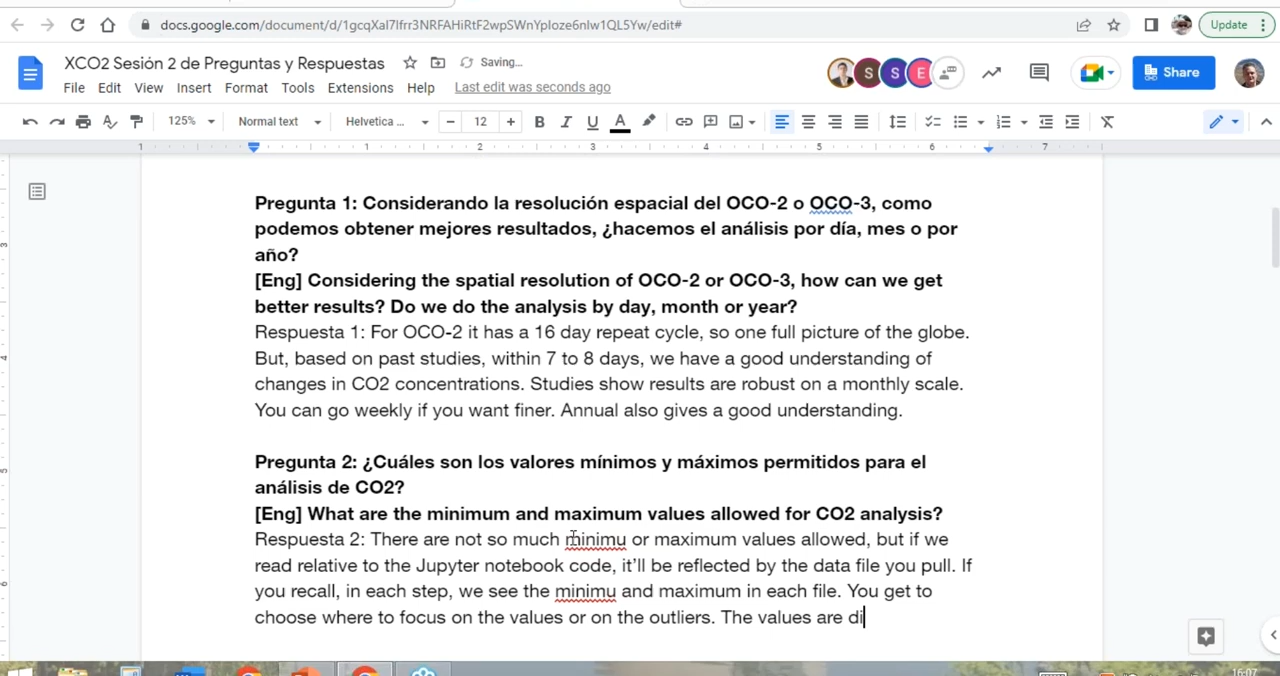 docs.google.com/document/d/1gcqXal7lfrr3NRFAHiRtF2wpSWnYpIoze6nIw1QL5Yw/edit#
Update
XCO2 Sesión 2 de Preguntas y Respuestas
Saving...
S S E
Share
File Edit View Insert Format Tools Extensions Help Last edit was seconds ago
125% Normal text Helvetica ... 12 B I U A
1 1 2 3 4 5 6 7
Pregunta 1: Considerando la resolución espacial del OCO-2 o OCO-3, como
podemos obtener mejores resultados, ¿hacemos el análisis por día, mes o por
año?
[Eng] Considering the spatial resolution of OCO-2 or OCO-3, how can we get
better results? Do we do the analysis by day, month or year?
Respuesta 1: For OCO-2 it has a 16 day repeat cycle, so one full picture of the globe.
But, based on past studies, within 7 to 8 days, we have a good understanding of
changes in CO2 concentrations. Studies show results are robust on a monthly scale.
You can go weekly if you want finer. Annual also gives a good understanding.
Pregunta 2: ¿Cuáles son los valores mínimos y máximos permitidos para el
análisis de CO2?
[Eng] What are the minimum and maximum values allowed for CO2 analysis?
Respuesta 2: There are not so much minimu or maximum values allowed, but if we
read relative to the Jupyter notebook code, it'll be reflected by the data file you pull. If
you recall, in each step, we see the minimu and maximum in each file. You get to
choose where to focus on the values or on the outliers. The values are di
16:07